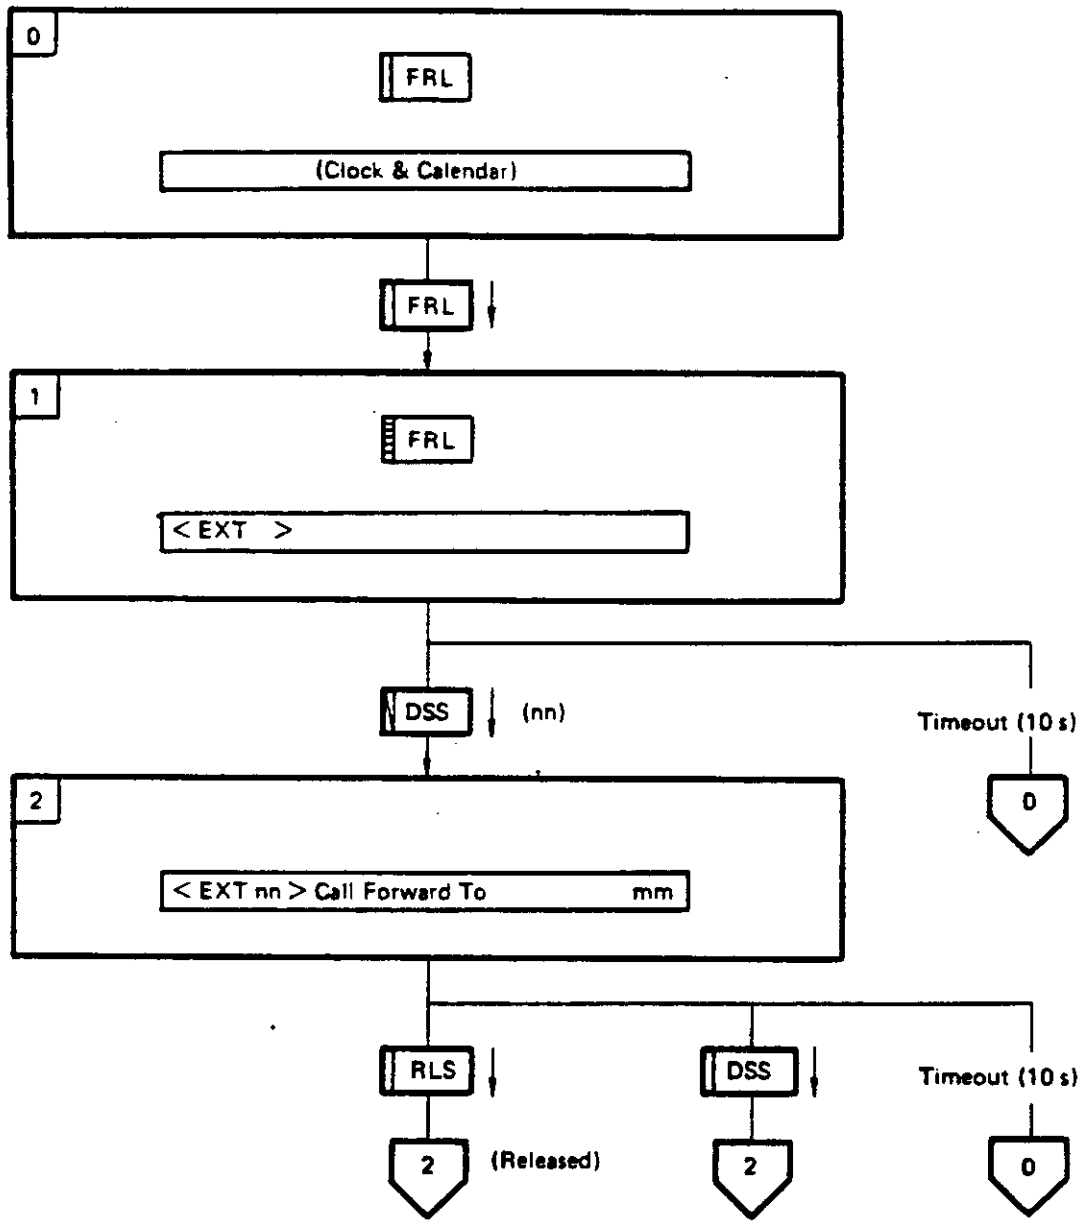 0
FRL
(Clock & Calendar)
FRL
1
FRL
< EXT >
DSS (nn)
Timeout (10 s)
0
2
< EXT nn > Call Forward To mm
RLS
DSS
Timeout (10 s)
2 (Released)
2
0